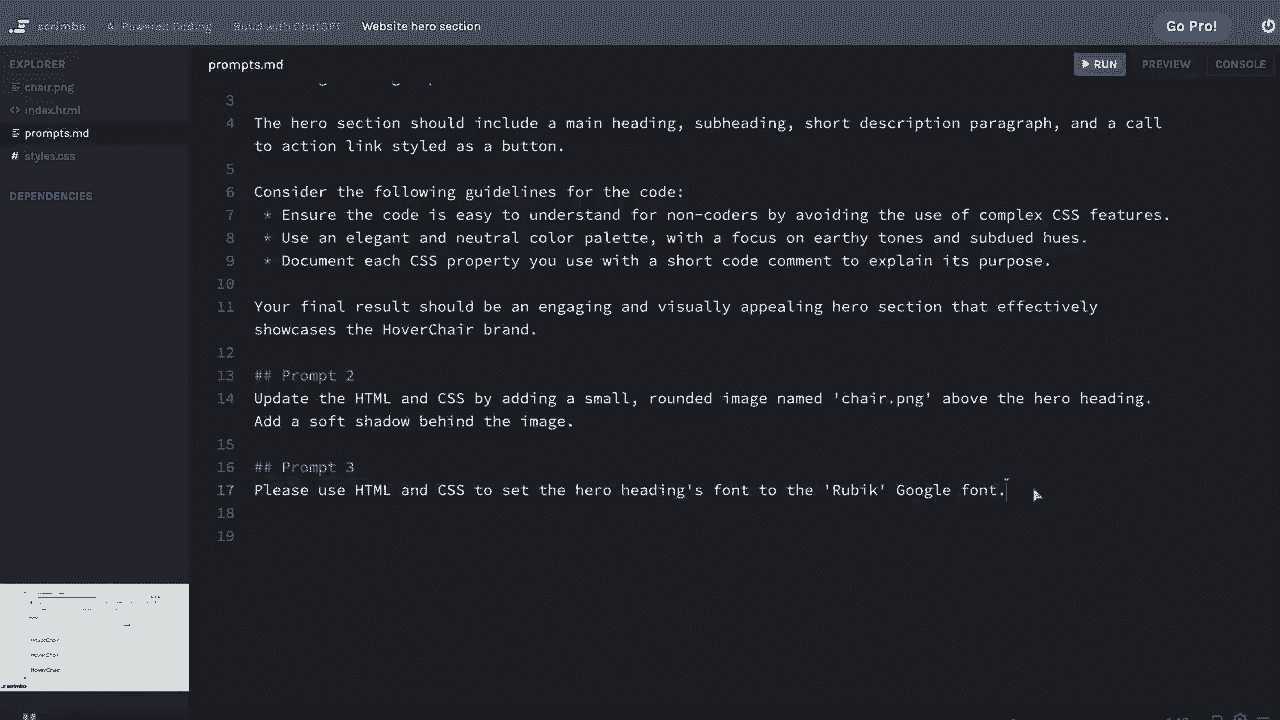 scrimba AI-Powered Coding Build with ChatGPT Website hero section Go Pro!
EXPLORER
chair.png
index.html
prompts.md
styles.css
DEPENDENCIES
prompts.md
RUN PREVIEW CONSOLE
3
4 The hero section should include a main heading, subheading, short description paragraph, and a call
to action link styled as a button.
5
6 Consider the following guidelines for the code:
7 * Ensure the code is easy to understand for non-coders by avoiding the use of complex CSS features.
8 * Use an elegant and neutral color palette, with a focus on earthy tones and subdued hues.
9 * Document each CSS property you use with a short code comment to explain its purpose.
10
11 Your final result should be an engaging and visually appealing hero section that effectively
showcases the HoverChair brand.
12
13 ## Prompt 2
14 Update the HTML and CSS by adding a small, rounded image named 'chair.png' above the hero heading.
Add a soft shadow behind the image.
15
16 ## Prompt 3
17 Please use HTML and CSS to set the hero heading's font to the 'Rubik' Google font.
18
19